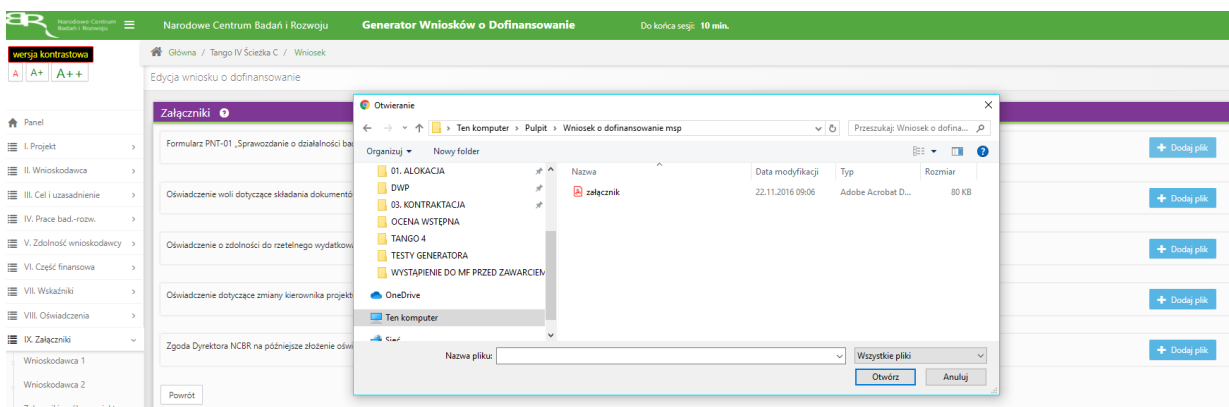 Narodowe Centrum
Badań i Rozwoju
Narodowe Centrum Badań i Rozwoju Generator Wniosków o Dofinansowanie Do końca sesji: 10 min.
wersja kontrastowa
A A+ A++
Główna / Tango IV Ścieżka C / Wniosek
Edycja wniosku o dofinansowanie
Panel
I. Projekt
II. Wnioskodawca
III. Cel i uzasadnienie
IV. Prace bad.-rozw.
V. Zdolność wnioskodawcy
VI. Część finansowa
VII. Wskaźniki
VIII. Oświadczenia
IX. Załączniki
Wnioskodawca 1
Wnioskodawca 2
Załączniki
Formularz PNT-01 „Sprawozdanie o działalności
Dodaj plik
Oświadczenie woli dotyczące składania
Dodaj plik
Oświadczenie o zdolności do rzetelnego
Dodaj plik
Oświadczenie dotyczące zmiany kierownika
Dodaj plik
Zgoda Dyrektora NCBR na późniejsze złożenie
Dodaj plik
Powrót
Otwieranie
Ten komputer > Pulpit > Wniosek o dofinansowanie msp
Przeszukaj: Wniosek o dofina...
Organizuj Nowy folder
Nazwa Data modyfikacji Typ Rozmiar
załącznik 22.11.2016 09:06 Adobe Acrobat D... 80 KB
01. ALOKACJA
DWP
03. KONTRAKTACJA
OCENA WSTĘPNA
TANGO 4
TESTY GENERATORA
WYSTĄPIENIE DO MF PRZED ZAWARCIEM
OneDrive
Ten komputer
Sieć
Nazwa pliku:
Wszystkie pliki
Otwórz Anuluj